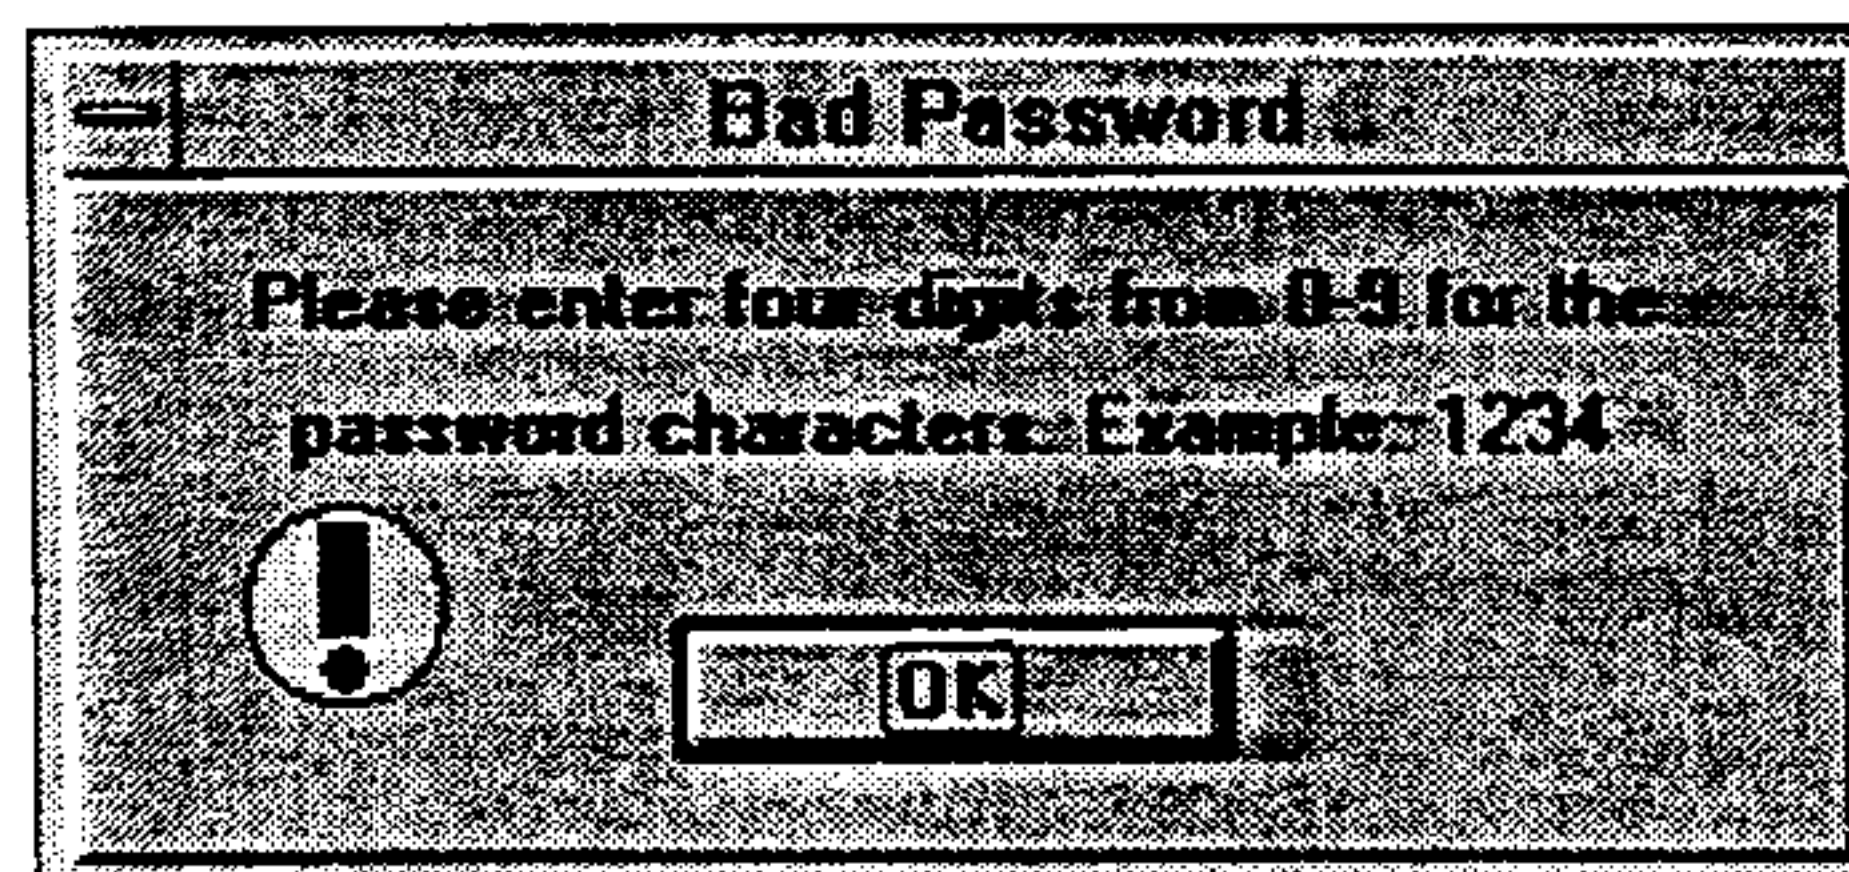 Bad Password
Please enter four digits from 0-9 for the
password characters. Example: 1234
OK